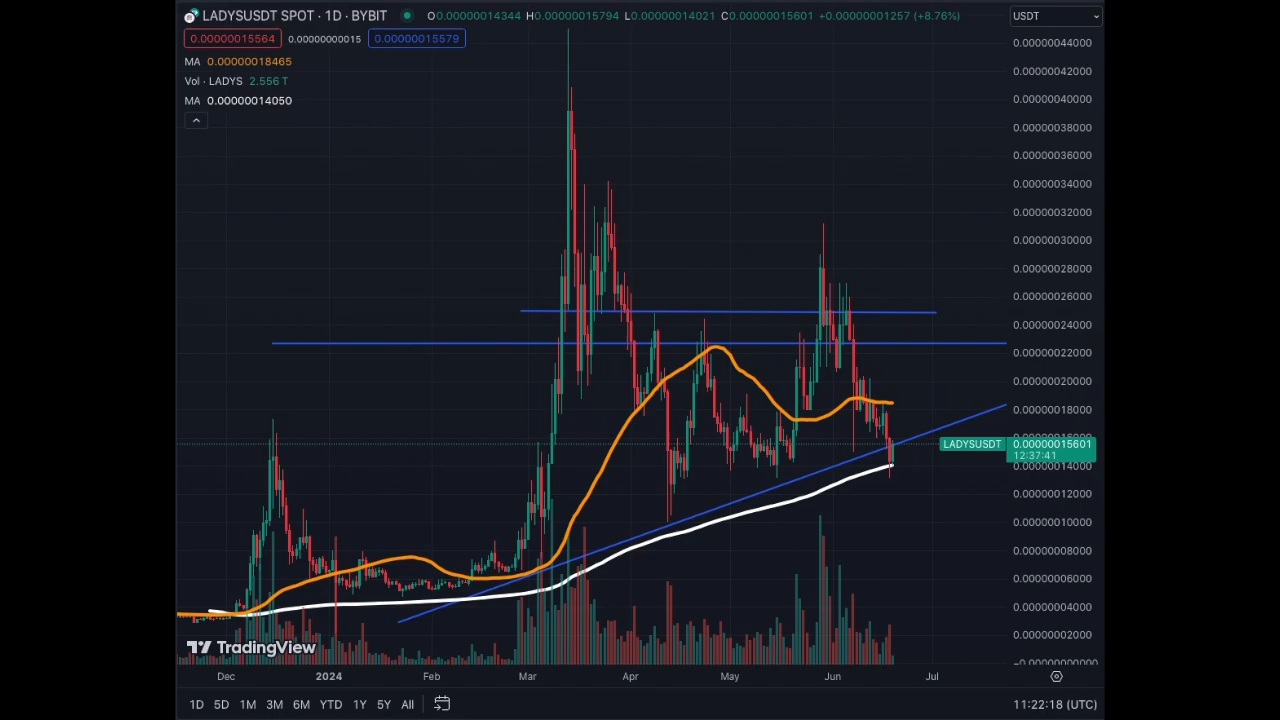 LADYSUSDT SPOT · 1D · BYBIT O0.00000014344 H0.00000015794 L0.00000014021 C0.00000015601 +0.00000001257 (+8.76%)
USDT
0.00000015564 0.00000000015 0.00000015579
MA 0.00000018465
Vol · LADYS 2.556 T
MA 0.00000014050
0.00000044000
0.00000042000
0.00000040000
0.00000038000
0.00000036000
0.00000034000
0.00000032000
0.00000030000
0.00000028000
0.00000026000
0.00000024000
0.00000022000
0.00000020000
0.00000018000
0.00000016000
LADYSUSDT 0.00000015601
12:37:41
0.00000014000
0.00000012000
0.00000010000
0.00000008000
0.00000006000
0.00000004000
0.00000002000
−0.00000000000
TradingView
Dec 2024 Feb Mar Apr May Jun Jul
1D 5D 1M 3M 6M YTD 1Y 5Y All
11:22:18 (UTC)